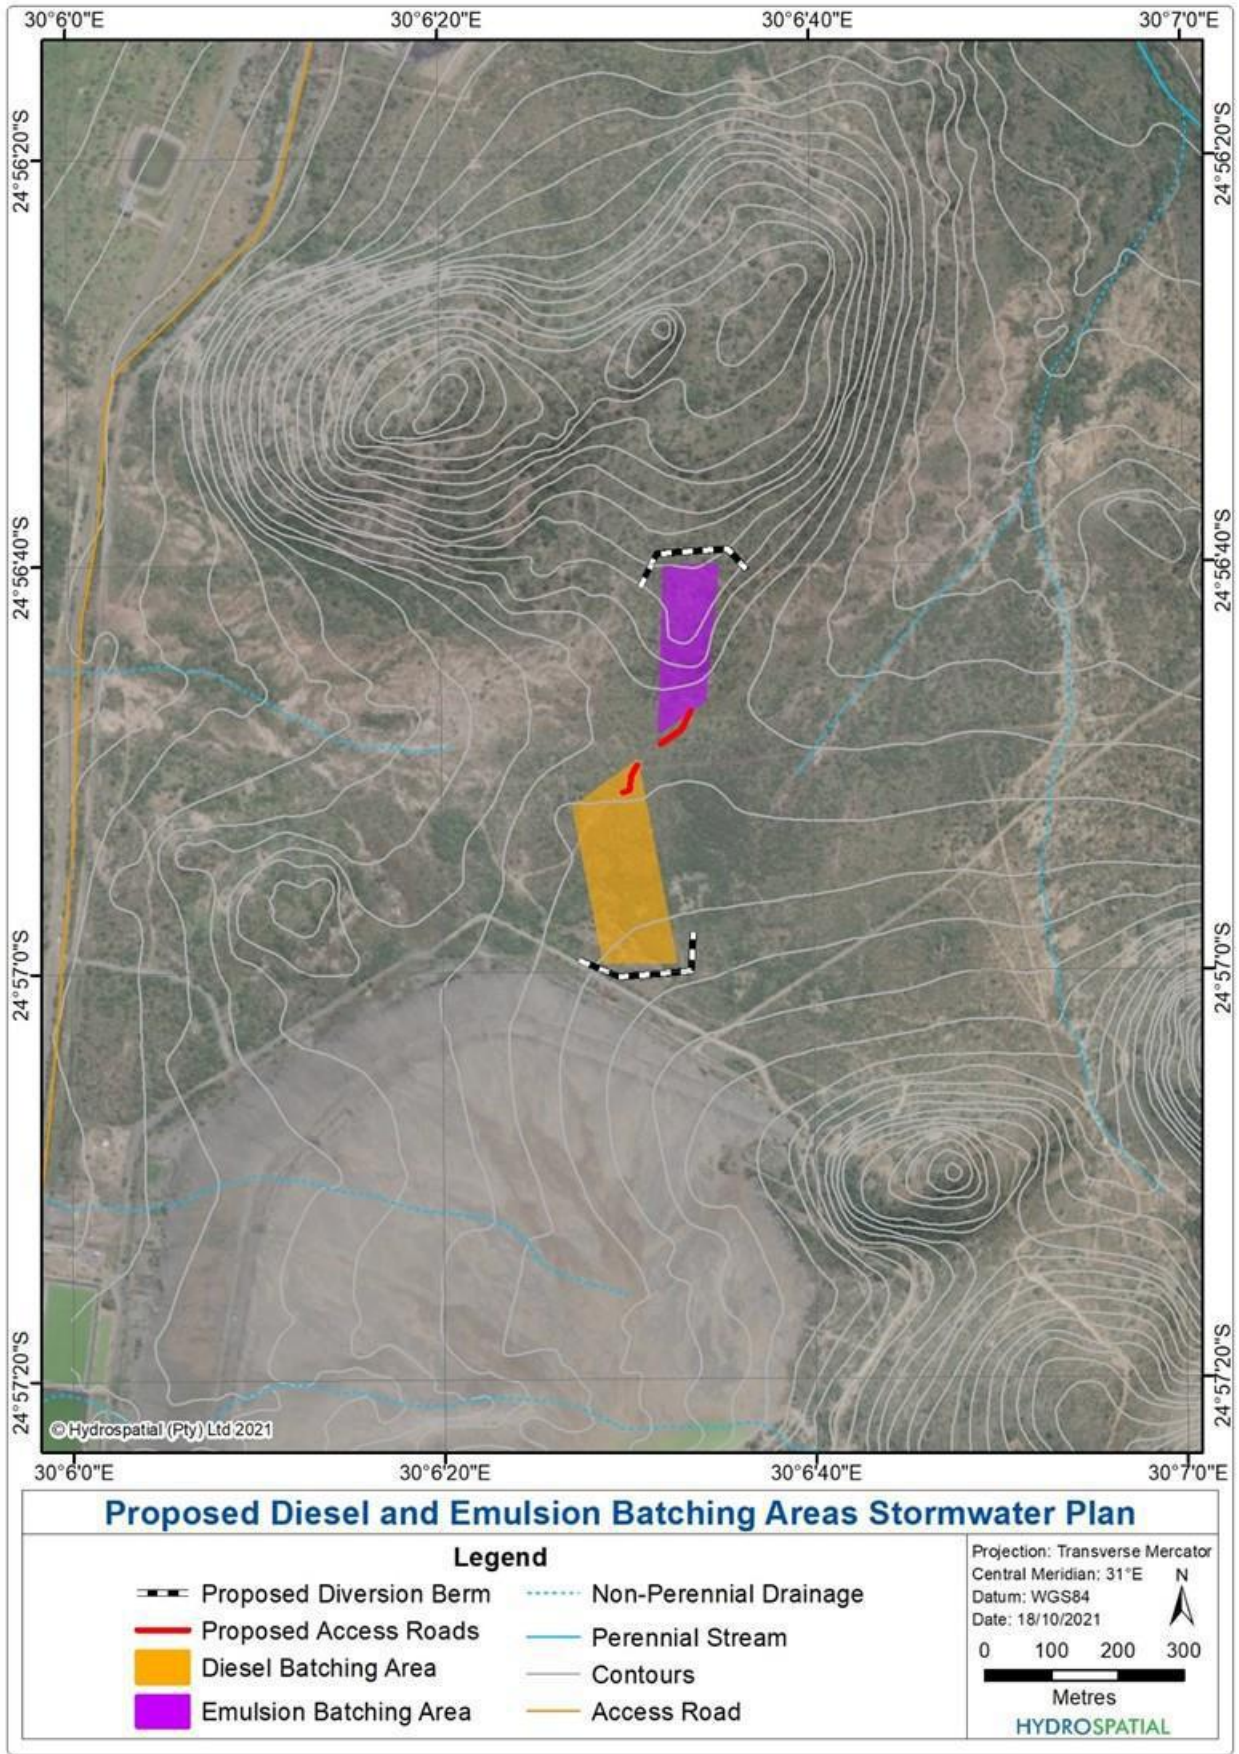 30°6'0"E 30°6'20"E 30°6'40"E 30°7'0"E
24°56'20"S 24°56'20"S
24°56'40"S 24°56'40"S
24°57'0"S 24°57'0"S
24°57'20"S 24°57'20"S
© Hydrospatial (Pty) Ltd 2021
30°6'0"E 30°6'20"E 30°6'40"E 30°7'0"E
Proposed Diesel and Emulsion Batching Areas Stormwater Plan
Legend
Proposed Diversion Berm
Proposed Access Roads
Diesel Batching Area
Emulsion Batching Area
Non-Perennial Drainage
Perennial Stream
Contours
Access Road
Projection: Transverse Mercator
Central Meridian: 31°E N
Datum: WGS84
Date: 18/10/2021
0 100 200 300
Metres
HYDROSPATIAL